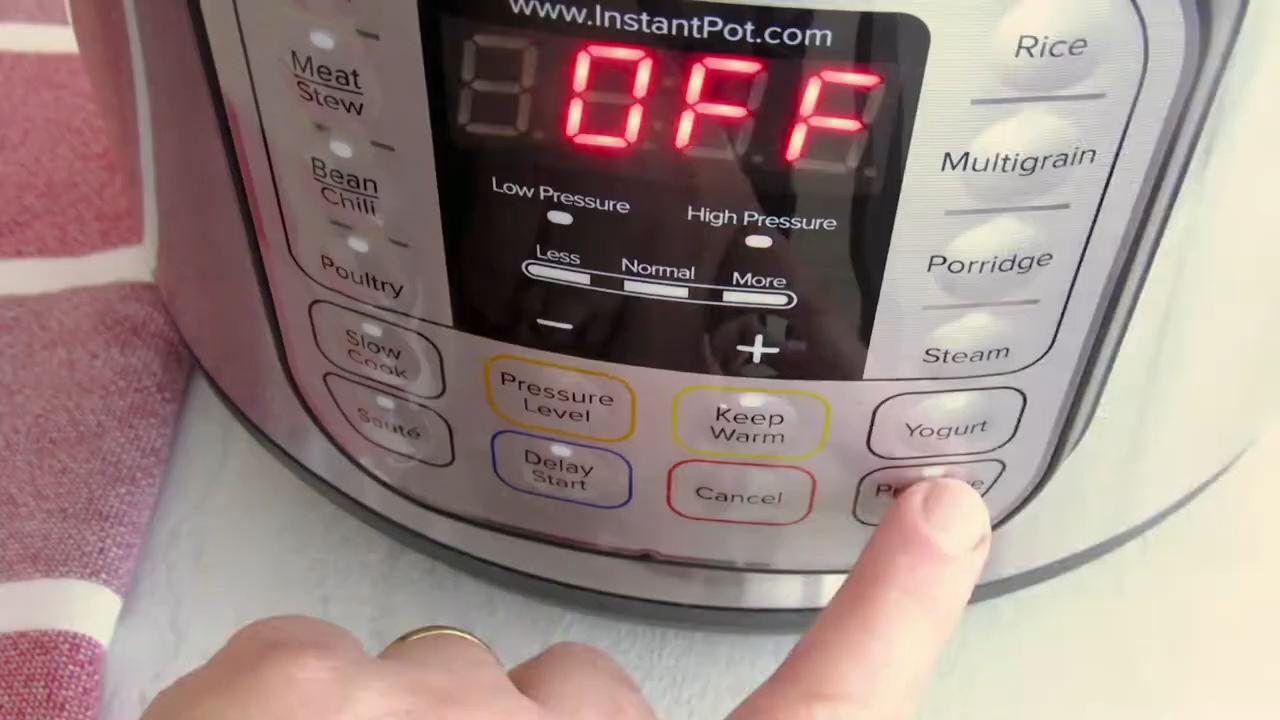 www.InstantPot.com
OFF
Meat
Stew
Bean
Chili
Poultry
Slow
Cook
Sauté
Low Pressure
High Pressure
Less
Normal
More
−
+
Pressure
Level
Keep
Warm
Delay
Start
Cancel
Rice
Multigrain
Porridge
Steam
Yogurt